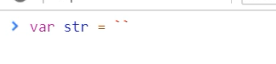 > var str = ``